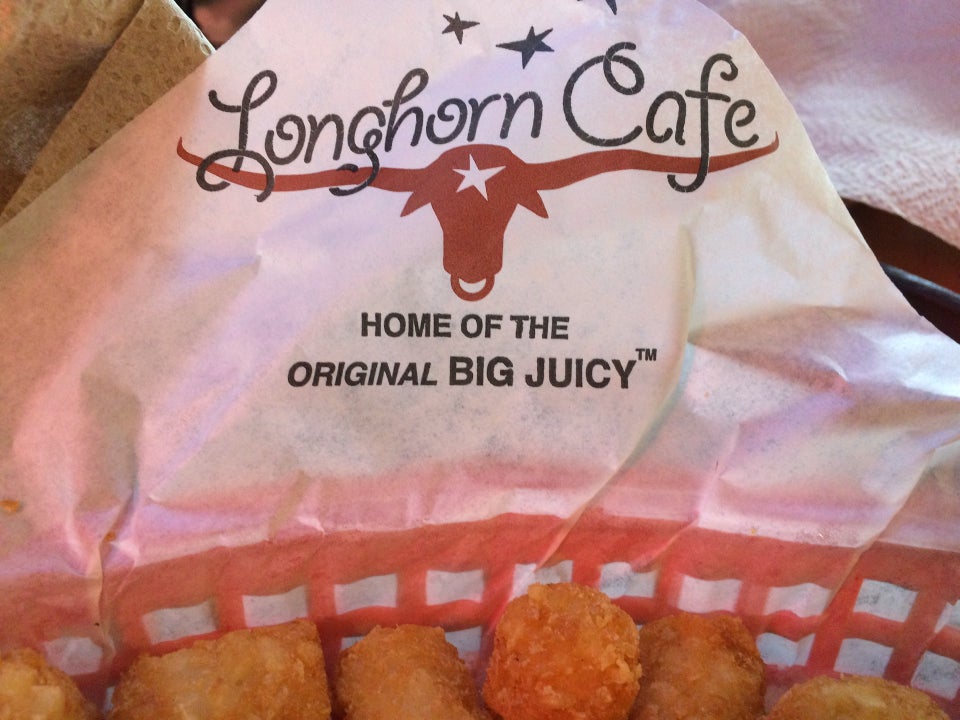 Longhorn Cafe
HOME OF THE
ORIGINAL BIG JUICY™